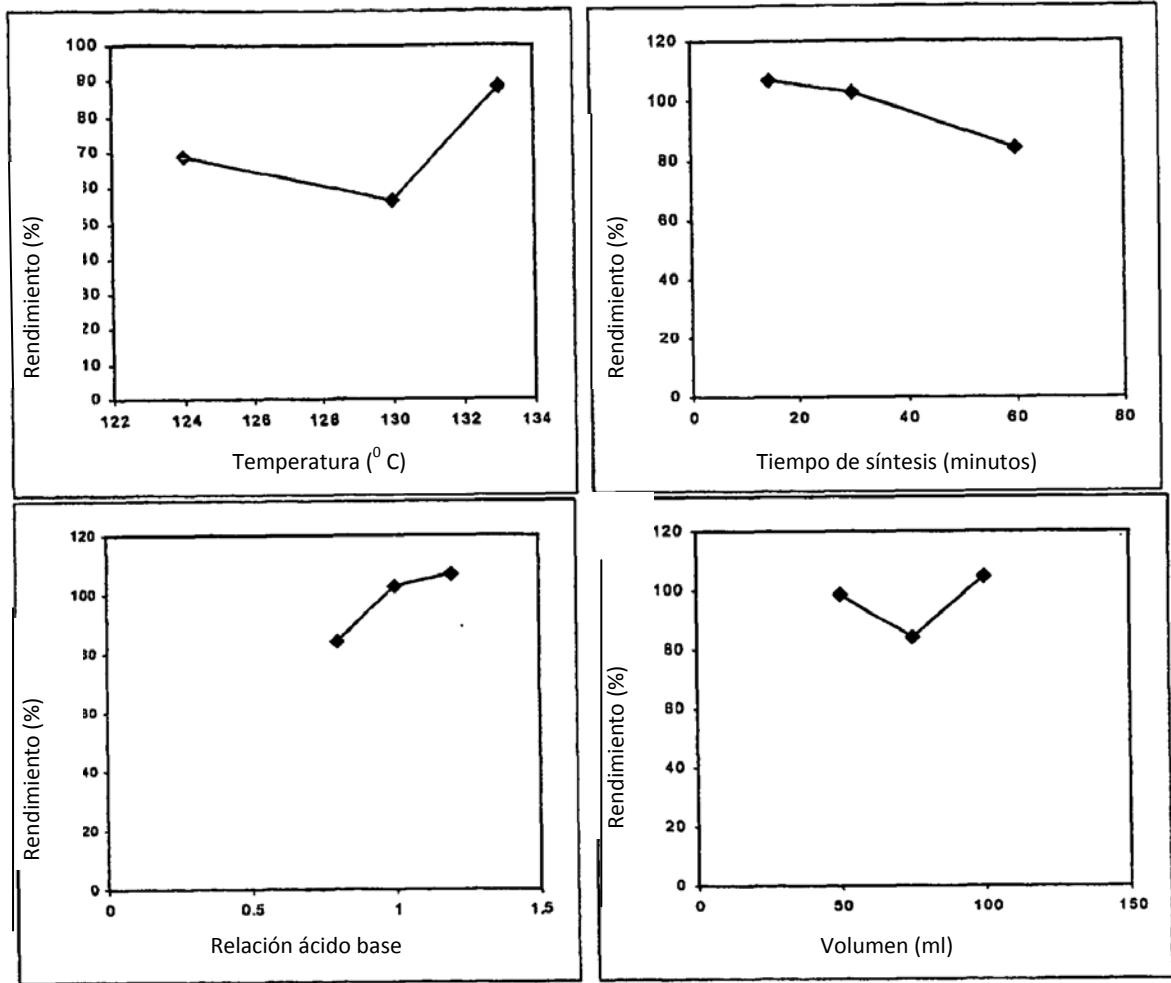 100
90
80
70
60
50
40
30
20
10
0
122 124 126 128 130 132 134
Rendimiento (%)
Temperatura (⁰ C)
120
100
80
60
40
20
0
0 20 40 60 80
Rendimiento (%)
Tiempo de síntesis (minutos)
120
100
80
60
40
20
0
0 0.5 1 1.5
Rendimiento (%)
Relación ácido base
120
100
80
60
40
20
0
0 50 100 150
Rendimiento (%)
Volumen (ml)